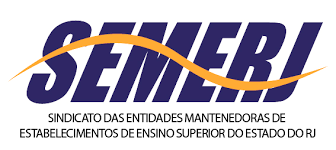 SEMERJ
SINDICATO DAS ENTIDADES MANTENEDORAS DE
ESTABELECIMENTOS DE ENSINO SUPERIOR DO ESTADO DO RJ